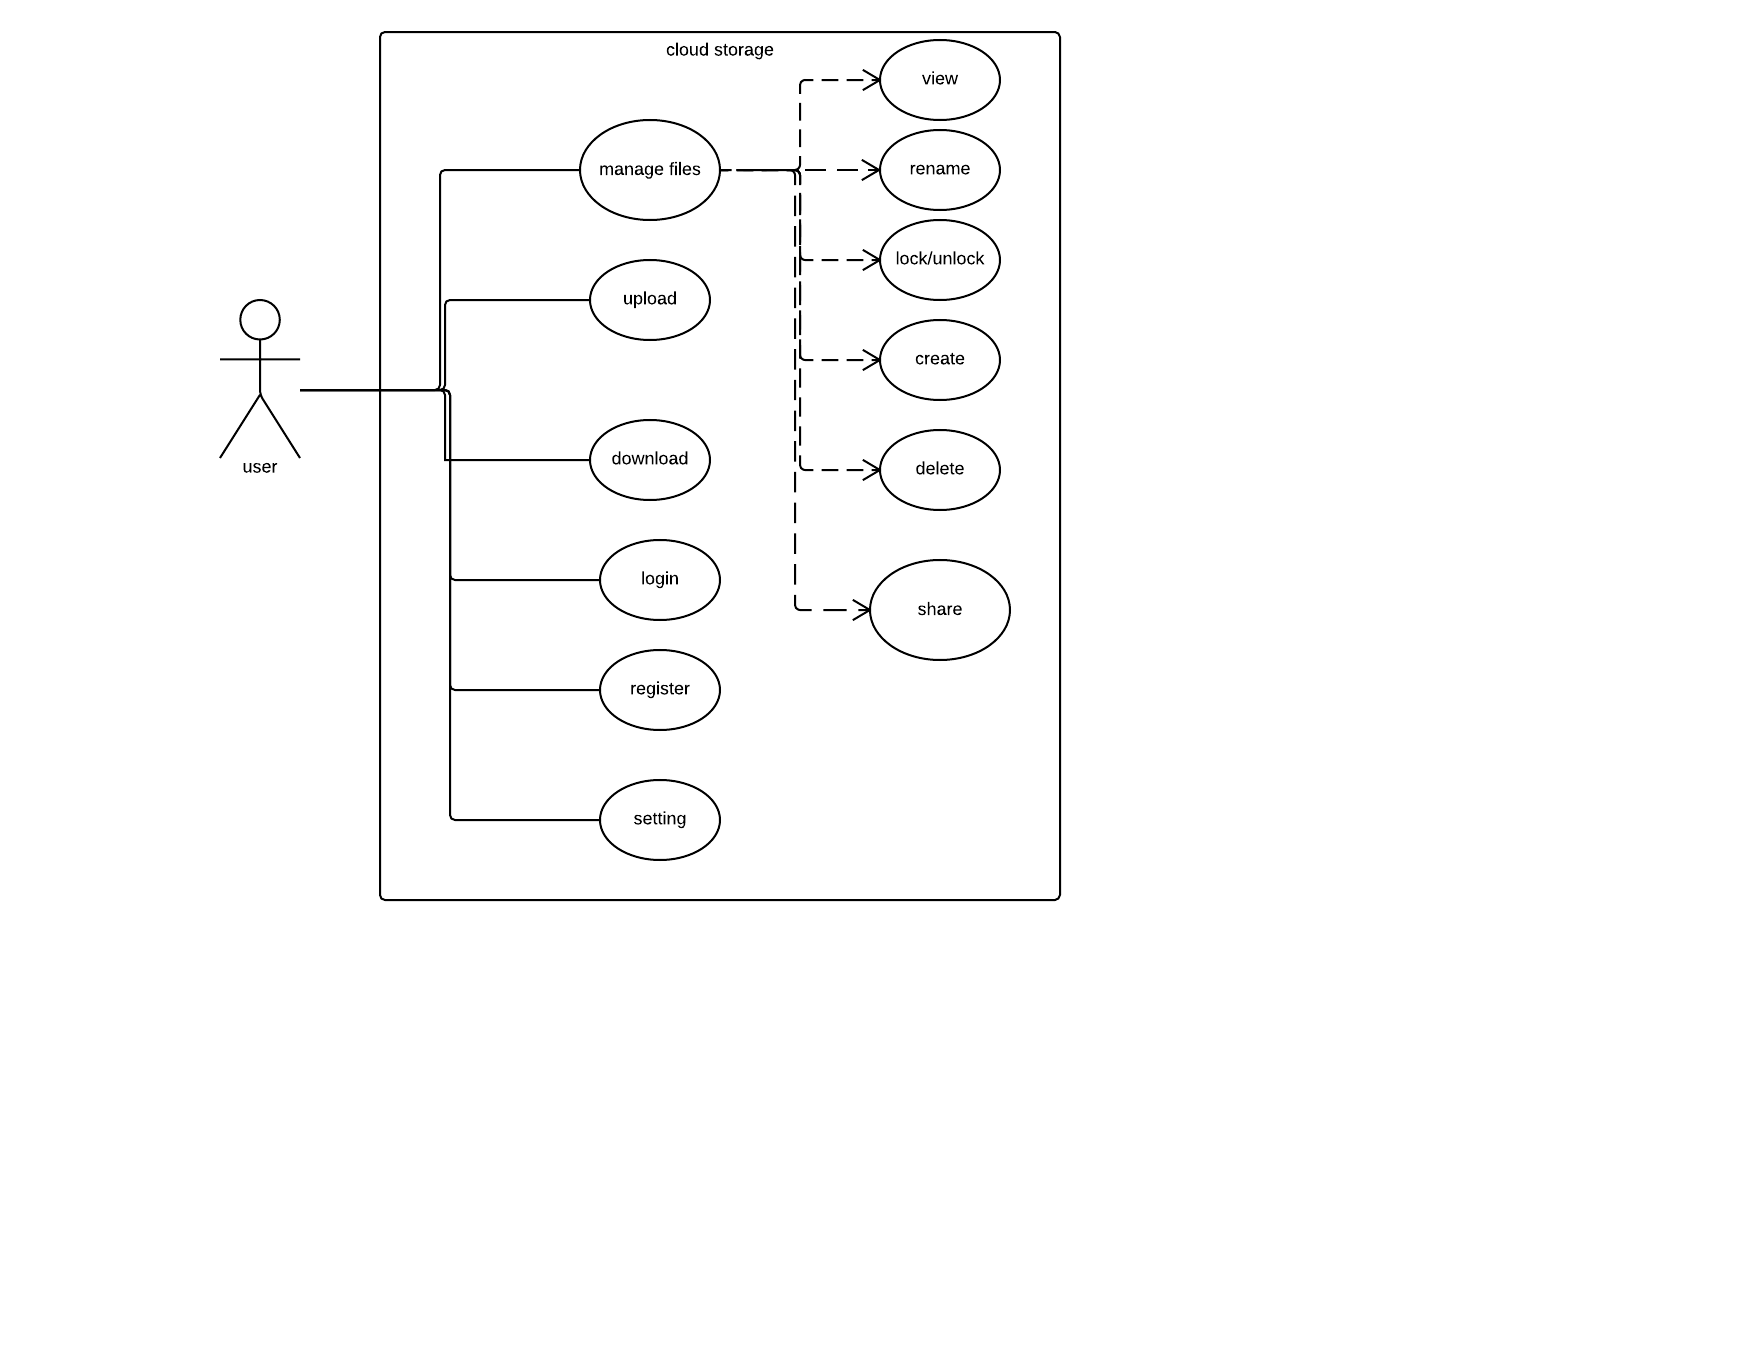 cloud storage
view
manage files
rename
lock/unlock
upload
create
user
download
delete
login
share
register
setting